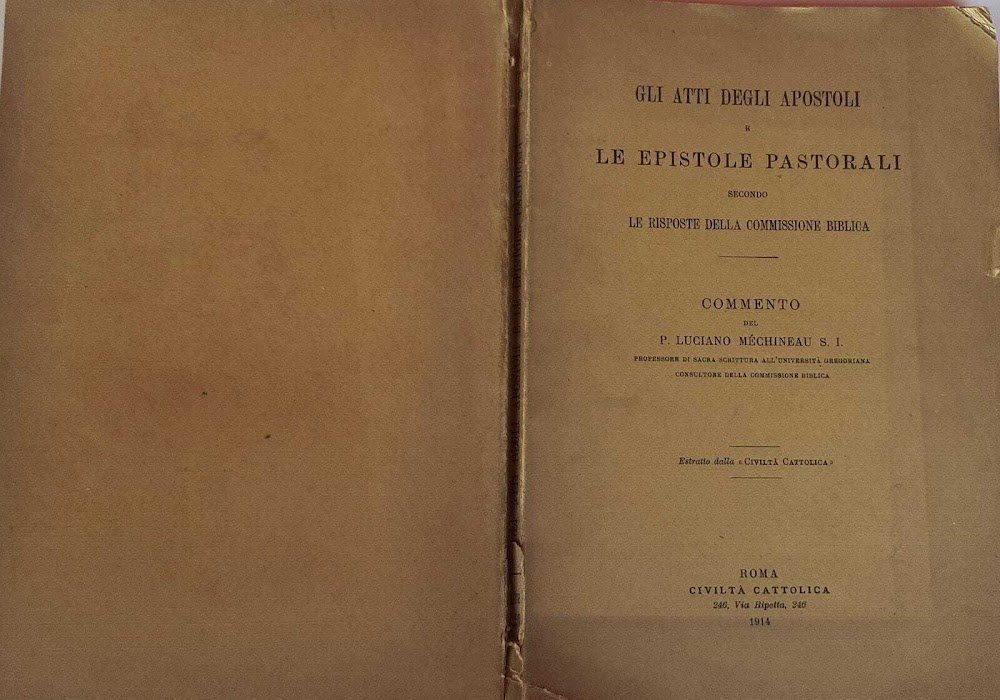 GLI ATTI DEGLI APOSTOLI
E
LE EPISTOLE PASTORALI
SECONDO
LE RISPOSTE DELLA COMMISSIONE BIBLICA
COMMENTO
DEL
P. LUCIANO MÉCHINEAU S. I.
PROFESSORE DI SACRA SCRITTURA ALL'UNIVERSITÀ GREGORIANA
CONSULTORE DELLA COMMISSIONE BIBLICA
Estratto dalla «CIVILTÀ CATTOLICA»
ROMA
CIVILTÀ CATTOLICA
246, Via Ripetta, 246
1914